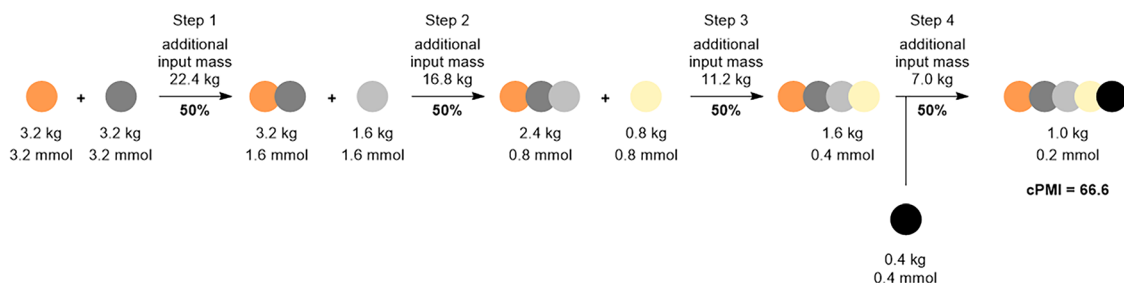 Step 1
additional
input mass
22.4 kg
50%
Step 2
additional
input mass
16.8 kg
50%
Step 3
additional
input mass
11.2 kg
50%
Step 4
additional
input mass
7.0 kg
50%
+
+
+
3.2 kg
3.2 mmol
3.2 kg
3.2 mmol
3.2 kg
1.6 mmol
1.6 kg
1.6 mmol
2.4 kg
0.8 mmol
0.8 kg
0.8 mmol
1.6 kg
0.4 mmol
1.0 kg
0.2 mmol
cPMI = 66.6
0.4 kg
0.4 mmol